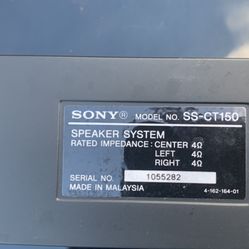 SONY® MODEL NO. SS-CT150
SPEAKER SYSTEM
RATED IMPEDANCE: CENTER 4Ω
LEFT 4Ω
RIGHT 4Ω
SERIAL NO. 1055282
MADE IN MALAYSIA 4-162-164-01